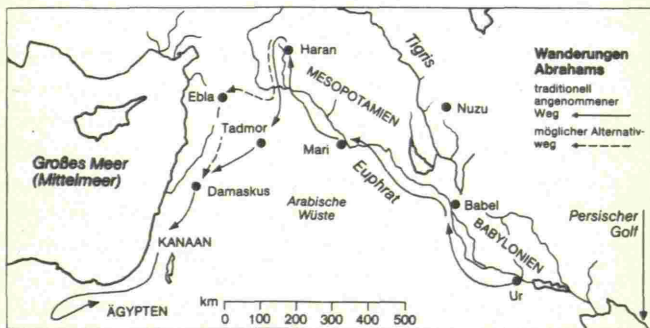 Haran
Tigris
MESOPOTAMIEN
Ebla
Nuzu
Tadmor
Großes Meer
(Mittelmeer)
Mari
Euphrat
Damaskus
Arabische
Wüste
Babel
BABYLONIEN
Persischer
Golf
KANAAN
Ur
ÄGYPTEN
km
0 100 200 300 400 500
Wanderungen
Abrahams
traditionell
angenommener
Weg
möglicher Alternativ-
weg